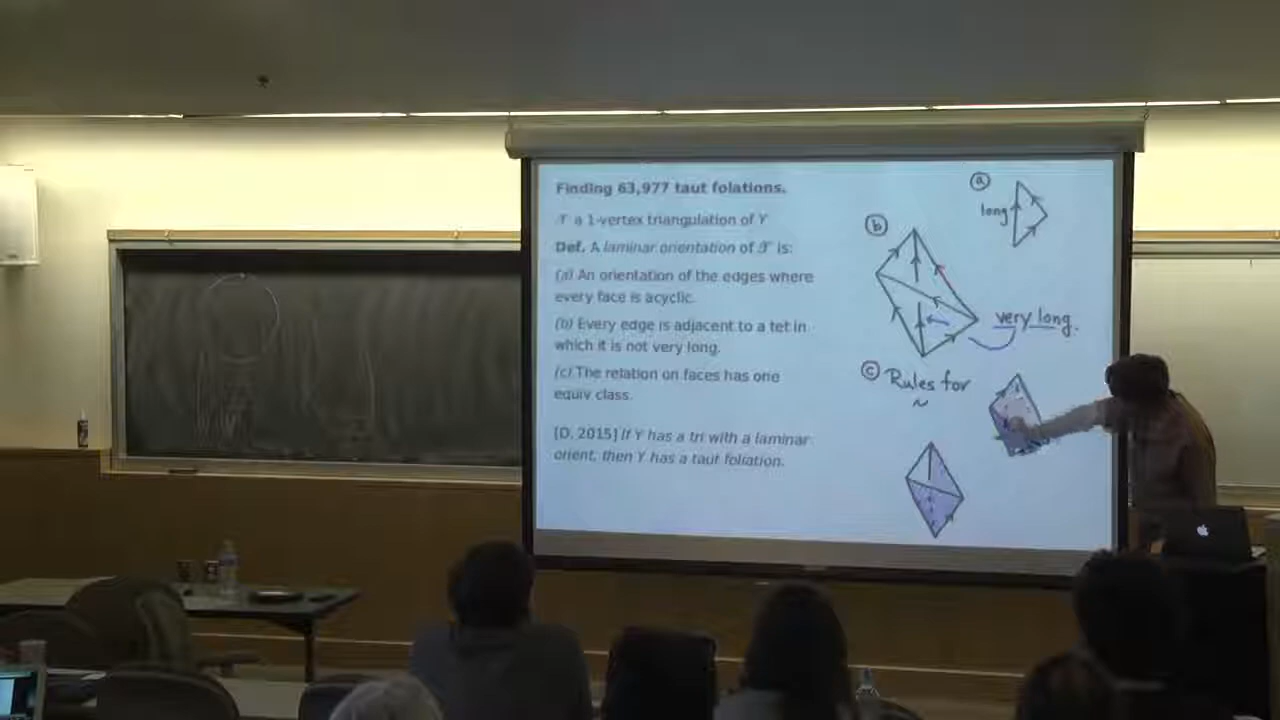 Finding 63,977 taut folations.
𝒯 a 1-vertex triangulation of Y
Def. A laminar orientation of 𝒯 is:
(a) An orientation of the edges where
every face is acyclic.
(b) Every edge is adjacent to a tet in
which it is not very long.
(c) The relation on faces has one
equiv class.
[D. 2015] If Y has a tri with a laminar
orient, then Y has a taut foliation.
ⓐ
long
ⓑ
very long.
ⓒ Rules for
~